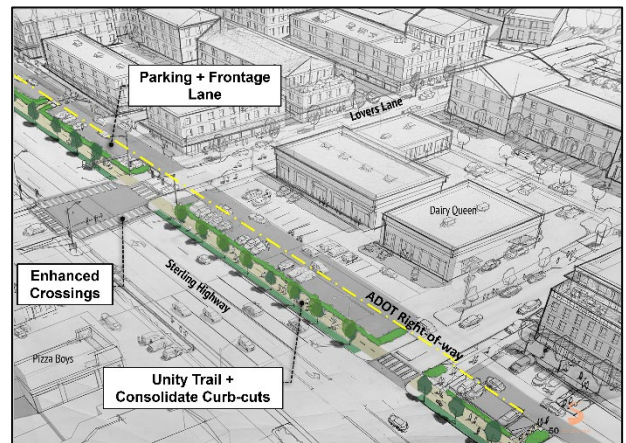 Parking + Frontage
Lane
Lovers Lane
Dairy Queen
Enhanced
Crossings
Sterling Highway
ADOT Right-of-way
Pizza Boys
Unity Trail +
Consolidate Curb-cuts
50